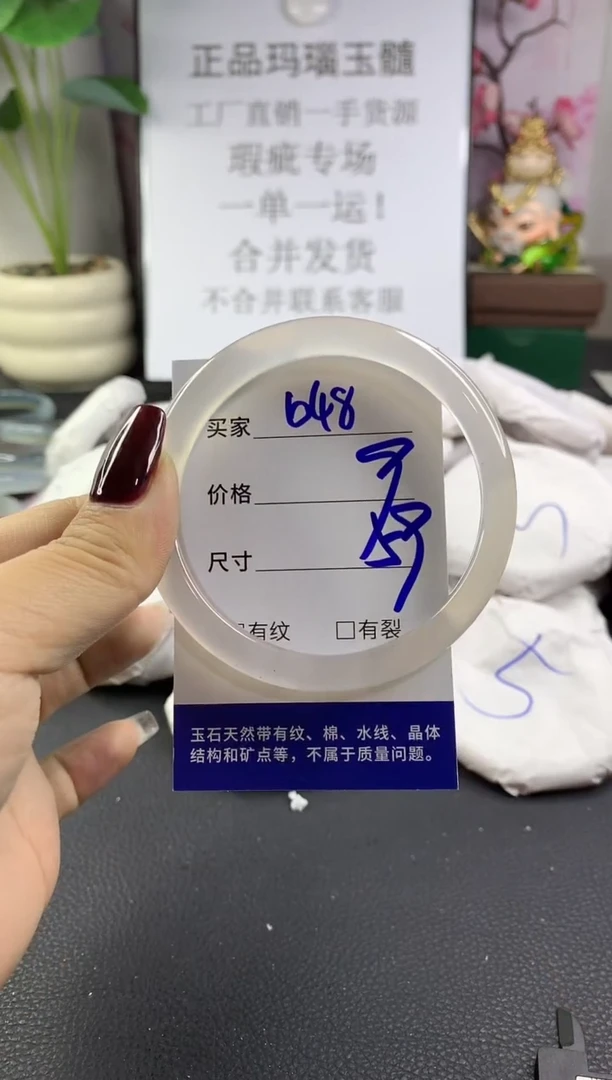 正品玛瑙玉髓
工厂直销一手货源
瑕疵专场
一单一运!
合并发货
不合并联系客服
买家 648
价格
尺寸 59
有纹 □有裂
玉石天然带有纹、棉、水线、晶体
结构和矿点等，不属于质量问题。
5